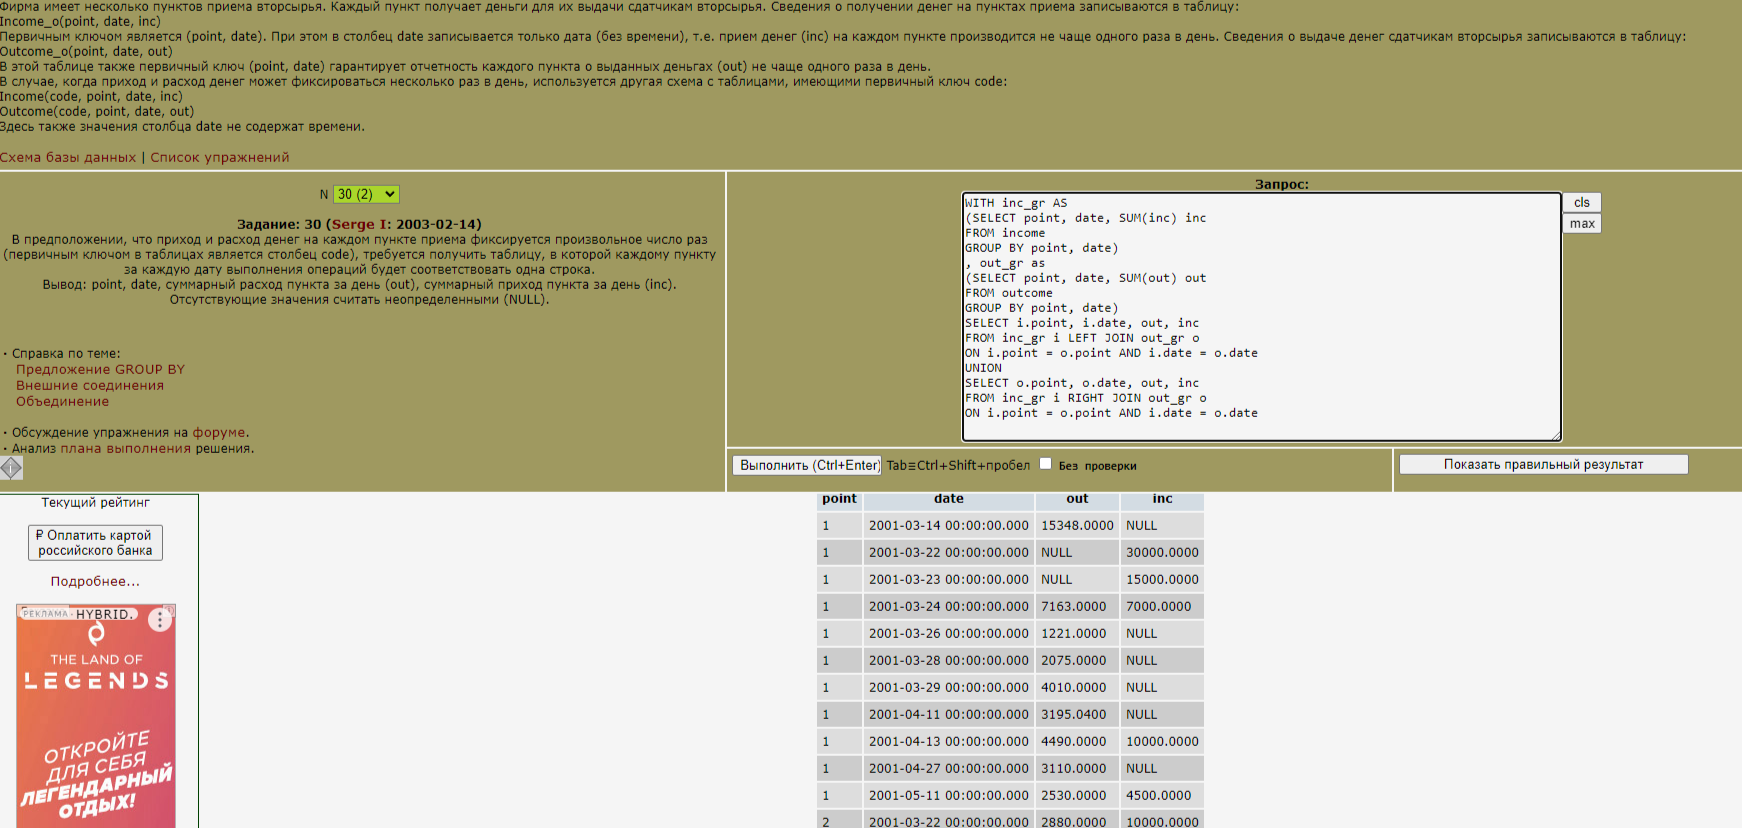 Фирма имеет несколько пунктов приема вторсырья. Каждый пункт получает деньги для их выдачи сдатчикам вторсырья. Сведения о получении денег на пунктах приема записываются в таблицу:
Income_o(point, date, inc)
Первичным ключом является (point, date). При этом в столбец date записывается только дата (без времени), т.е. прием денег (inc) на каждом пункте производится не чаще одного раза в день. Сведения о выдаче денег сдатчикам вторсырья записываются в таблицу:
Outcome_o(point, date, out)
В этой таблице также первичный ключ (point, date) гарантирует отчетность каждого пункта о выданных деньгах (out) не чаще одного раза в день.
В случае, когда приход и расход денег может фиксироваться несколько раз в день, используется другая схема с таблицами, имеющими первичный ключ code:
Income(code, point, date, inc)
Outcome(code, point, date, out)
Здесь также значения столбца date не содержат времени.
Схема базы данных | Список упражнений
N 30 (2)
Задание: 30 (Serge I: 2003-02-14)
В предположении, что приход и расход денег на каждом пункте приема фиксируется произвольное число раз
(первичным ключом в таблицах является столбец code), требуется получить таблицу, в которой каждому пункту
за каждую дату выполнения операций будет соответствовать одна строка.
Вывод: point, date, суммарный расход пункта за день (out), суммарный приход пункта за день (inc).
Отсутствующие значения считать неопределенными (NULL).
· Справка по теме:
Предложение GROUP BY
Внешние соединения
Объединение
· Обсуждение упражнения на форуме.
· Анализ плана выполнения решения.
Запрос:
WITH inc_gr AS
(SELECT point, date, SUM(inc) inc
FROM income
GROUP BY point, date)
, out_gr as
(SELECT point, date, SUM(out) out
FROM outcome
GROUP BY point, date)
SELECT i.point, i.date, out, inc
FROM inc_gr i LEFT JOIN out_gr o
ON i.point = o.point AND i.date = o.date
UNION
SELECT o.point, o.date, out, inc
FROM inc_gr i RIGHT JOIN out_gr o
ON i.point = o.point AND i.date = o.date
cls
max
Выполнить (Ctrl+Enter) Tab≡Ctrl+Shift+пробел Без проверки
Показать правильный результат
Текущий рейтинг
₽ Оплатить картой
российского банка
Подробнее...
РЕКЛАМА · HYBRID.
THE LAND OF
LEGENDS
ОТКРОЙТЕ
ДЛЯ СЕБЯ
ЛЕГЕНДАРНЫЙ
ОТДЫХ!
point date out inc
1 2001-03-14 00:00:00.000 15348.0000 NULL
1 2001-03-22 00:00:00.000 NULL 30000.0000
1 2001-03-23 00:00:00.000 NULL 15000.0000
1 2001-03-24 00:00:00.000 7163.0000 7000.0000
1 2001-03-26 00:00:00.000 1221.0000 NULL
1 2001-03-28 00:00:00.000 2075.0000 NULL
1 2001-03-29 00:00:00.000 4010.0000 NULL
1 2001-04-11 00:00:00.000 3195.0400 NULL
1 2001-04-13 00:00:00.000 4490.0000 10000.0000
1 2001-04-27 00:00:00.000 3110.0000 NULL
1 2001-05-11 00:00:00.000 2530.0000 4500.0000
2 2001-03-22 00:00:00.000 2880.0000 10000.0000